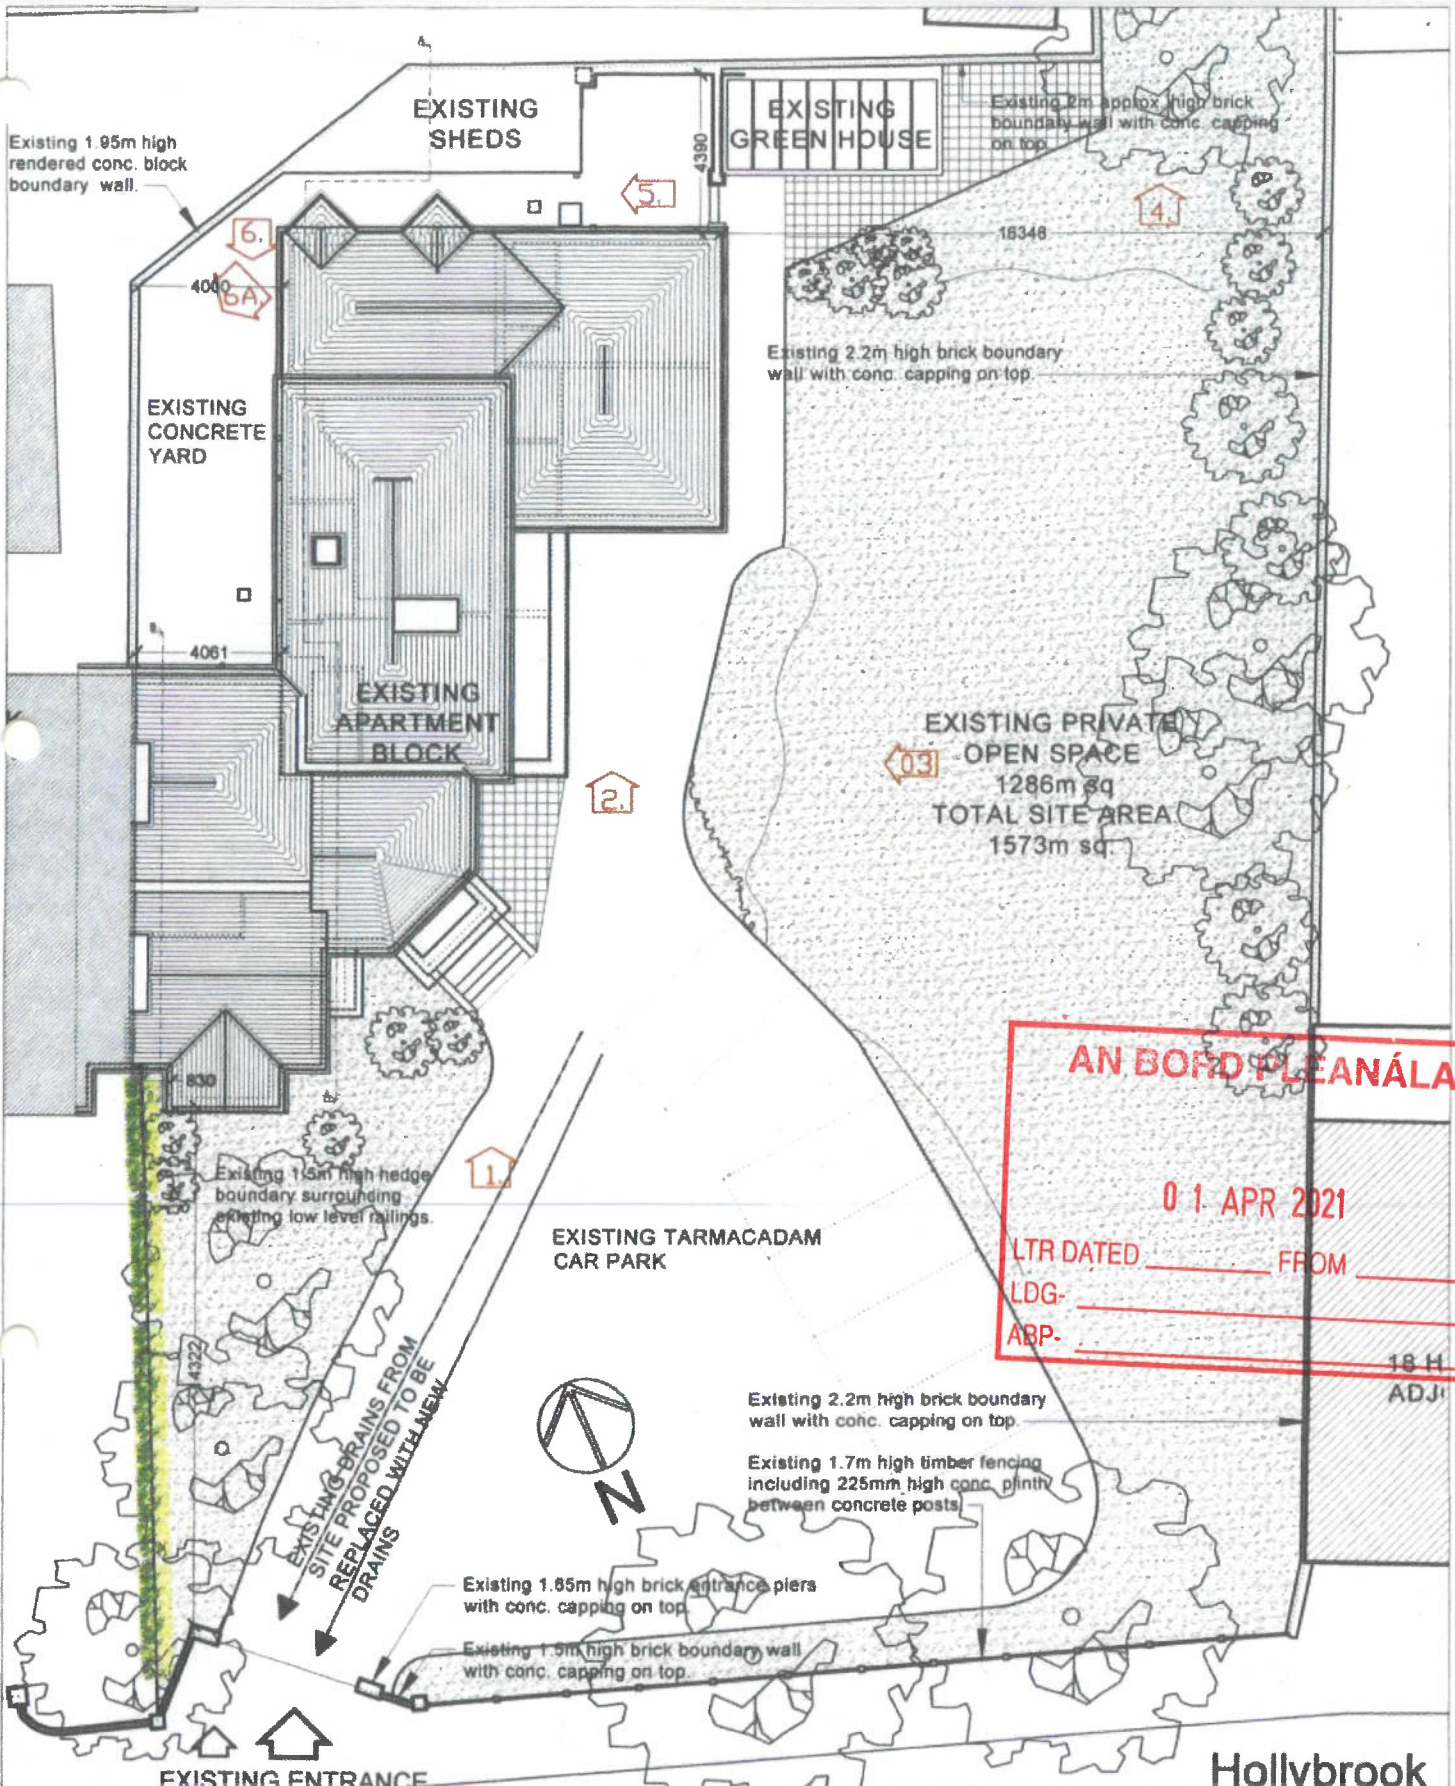 EXISTING
SHEDS
4390
EXISTING
GREEN HOUSE
Existing 2m approx. high brick
boundary wall with conc. capping
on top.
Existing 1.95m high
rendered conc. block
boundary wall.
5.
4.
6.
16346
4000
6A.
Existing 2.2m high brick boundary
wall with conc. capping on top.
EXISTING
CONCRETE
YARD
4061
EXISTING
APARTMENT
BLOCK
EXISTING PRIVATE
OPEN SPACE
1286m sq
TOTAL SITE AREA
1573m sq.
03
2.
AN BORD PLEANÁLA
01 APR 2021
LTR DATED FROM
LDG-
ABP-
830
Existing 1.5m high hedge
boundary surrounding
existing low level railings.
1.
EXISTING TARMACADAM
CAR PARK
4322
EXISTING DRAINS FROM
SITE PROPOSED TO BE
REPLACED WITH NEW
DRAINS
N
18 H
ADJ
Existing 2.2m high brick boundary
wall with conc. capping on top.
Existing 1.7m high timber fencing
including 225mm high conc. plinth
between concrete posts.
Existing 1.65m high brick entrance piers
with conc. capping on top.
Existing 1.5m high brick boundary wall
with conc. capping on top.
EXISTING ENTRANCE
Hollybrook